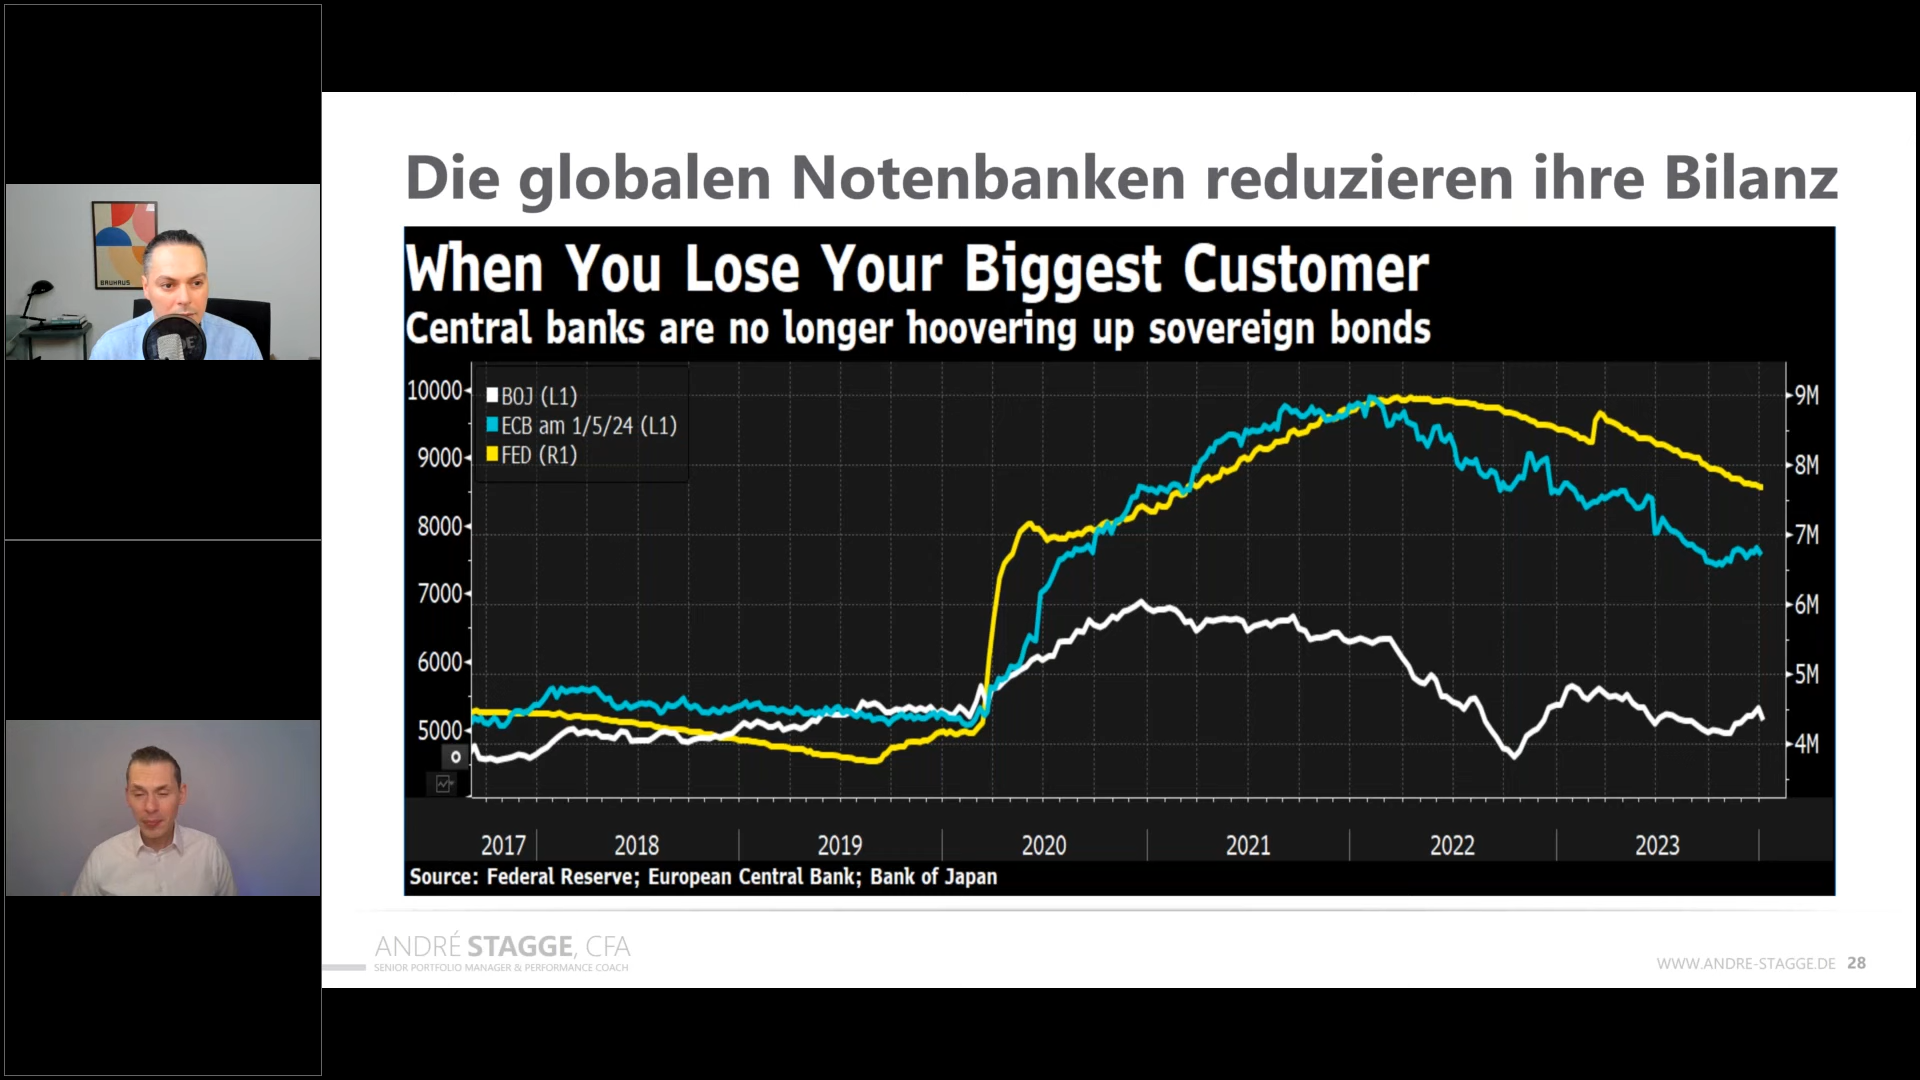 BAUHAUS
Die globalen Notenbanken reduzieren ihre Bilanz
When You Lose Your Biggest Customer
Central banks are no longer hoovering up sovereign bonds
BOJ (L1)
ECB am 1/5/24 (L1)
FED (R1)
10000
9000
8000
7000
6000
5000
0
9M
8M
7M
6M
5M
4M
2017 2018 2019 2020 2021 2022 2023
Source: Federal Reserve; European Central Bank; Bank of Japan
ANDRÉ STAGGE, CFA
SENIOR PORTFOLIO MANAGER & PERFORMANCE COACH
WWW.ANDRE-STAGGE.DE 28